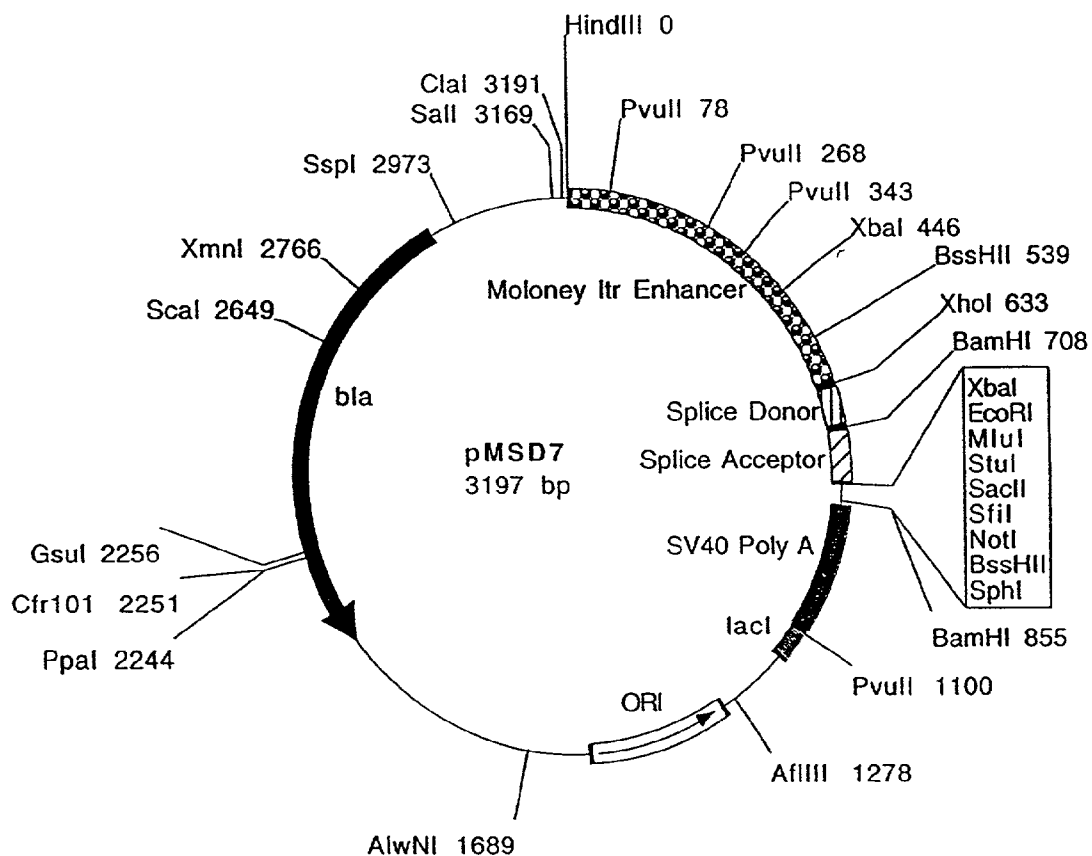 HindIII 0
ClaI 3191
SalI 3169
PvuII 78
SspI 2973
PvuII 268
PvuII 343
XbaI 446
XmnI 2766
BssHII 539
Moloney ltr Enhancer
ScaI 2649
XhoI 633
BamHI 708
bla
Splice Donor
XbaI
EcoRI
MluI
StuI
SacII
SfiI
NotI
BssHII
SphI
pMSD7
3197 bp
Splice Acceptor
SV40 Poly A
GsuI 2256
Cfr101 2251
PpaI 2244
lacI
BamHI 855
PvuII 1100
ORI
AflIII 1278
AlwNI 1689